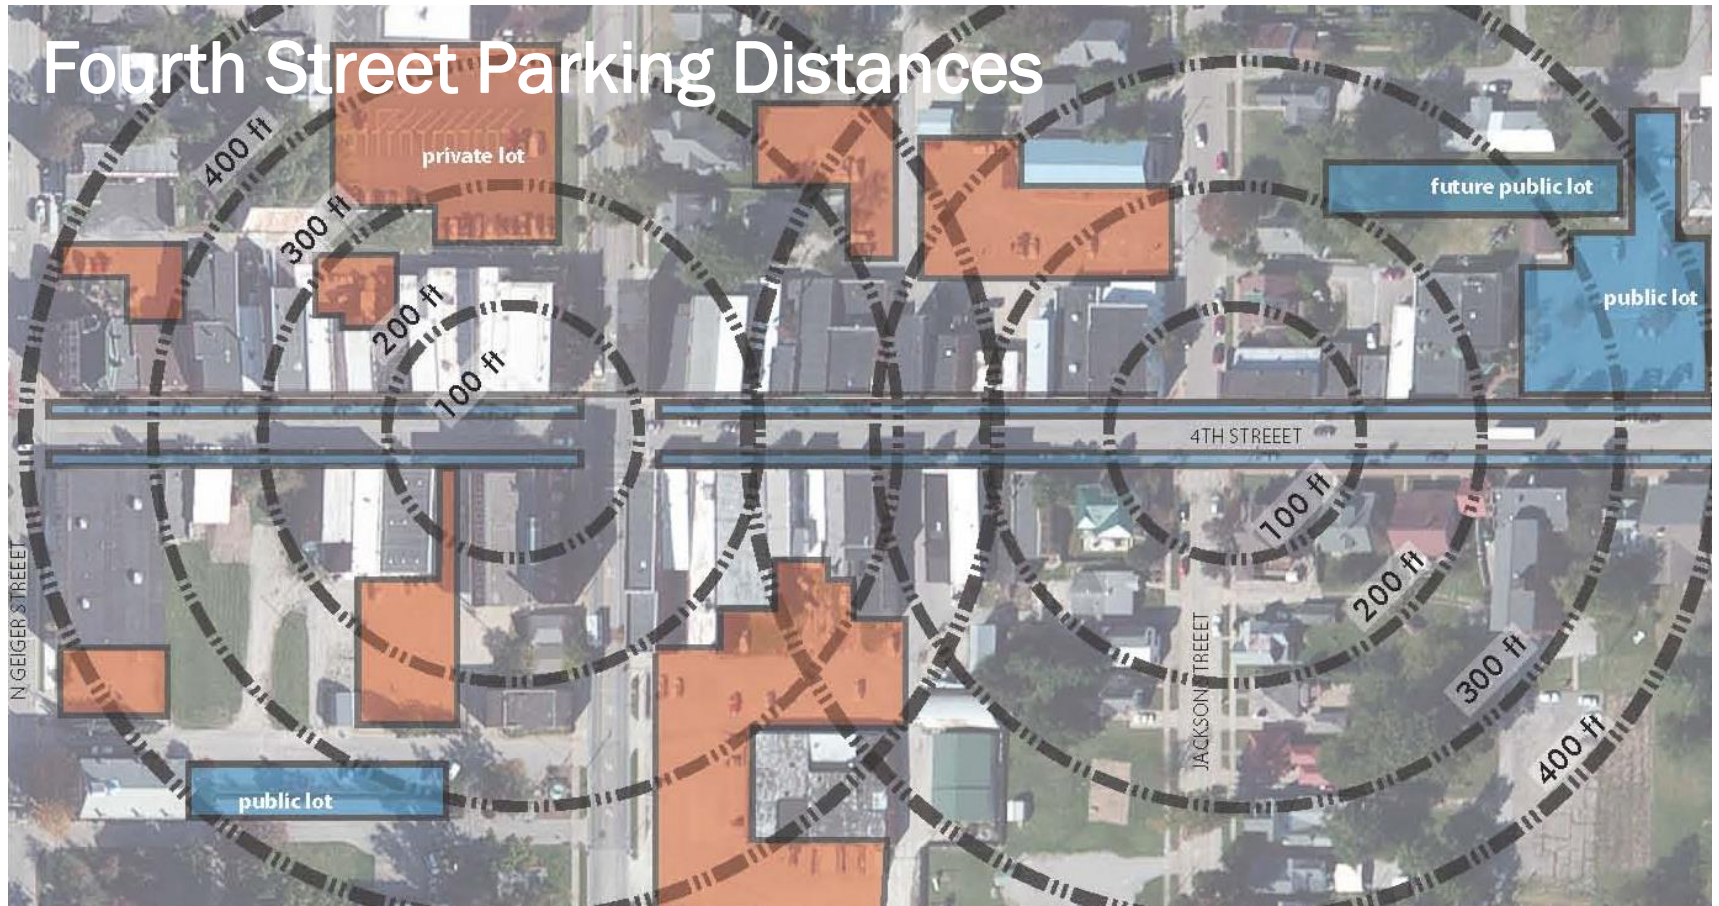 Fourth Street Parking Distances
400 ft
private lot
300 ft
200 ft
100 ft
future public lot
public lot
4TH STREEET
100 ft
200 ft
300 ft
400 ft
N GEIGER STREEET
JACKSON STREEET
public lot